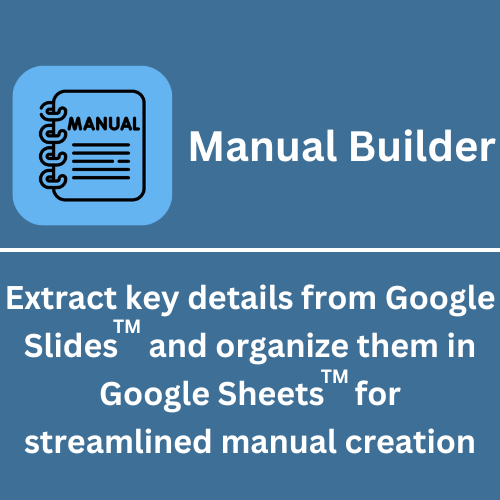 MANUAL
Manual Builder
Extract key details from Google
Slides™ and organize them in
Google Sheets™ for
streamlined manual creation